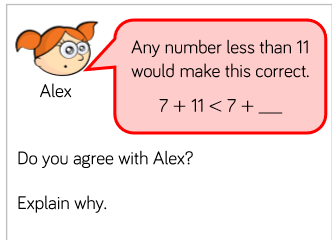 Any number less than 11
would make this correct.
7 + 11 < 7 + ___
Alex
Do you agree with Alex?
Explain why.